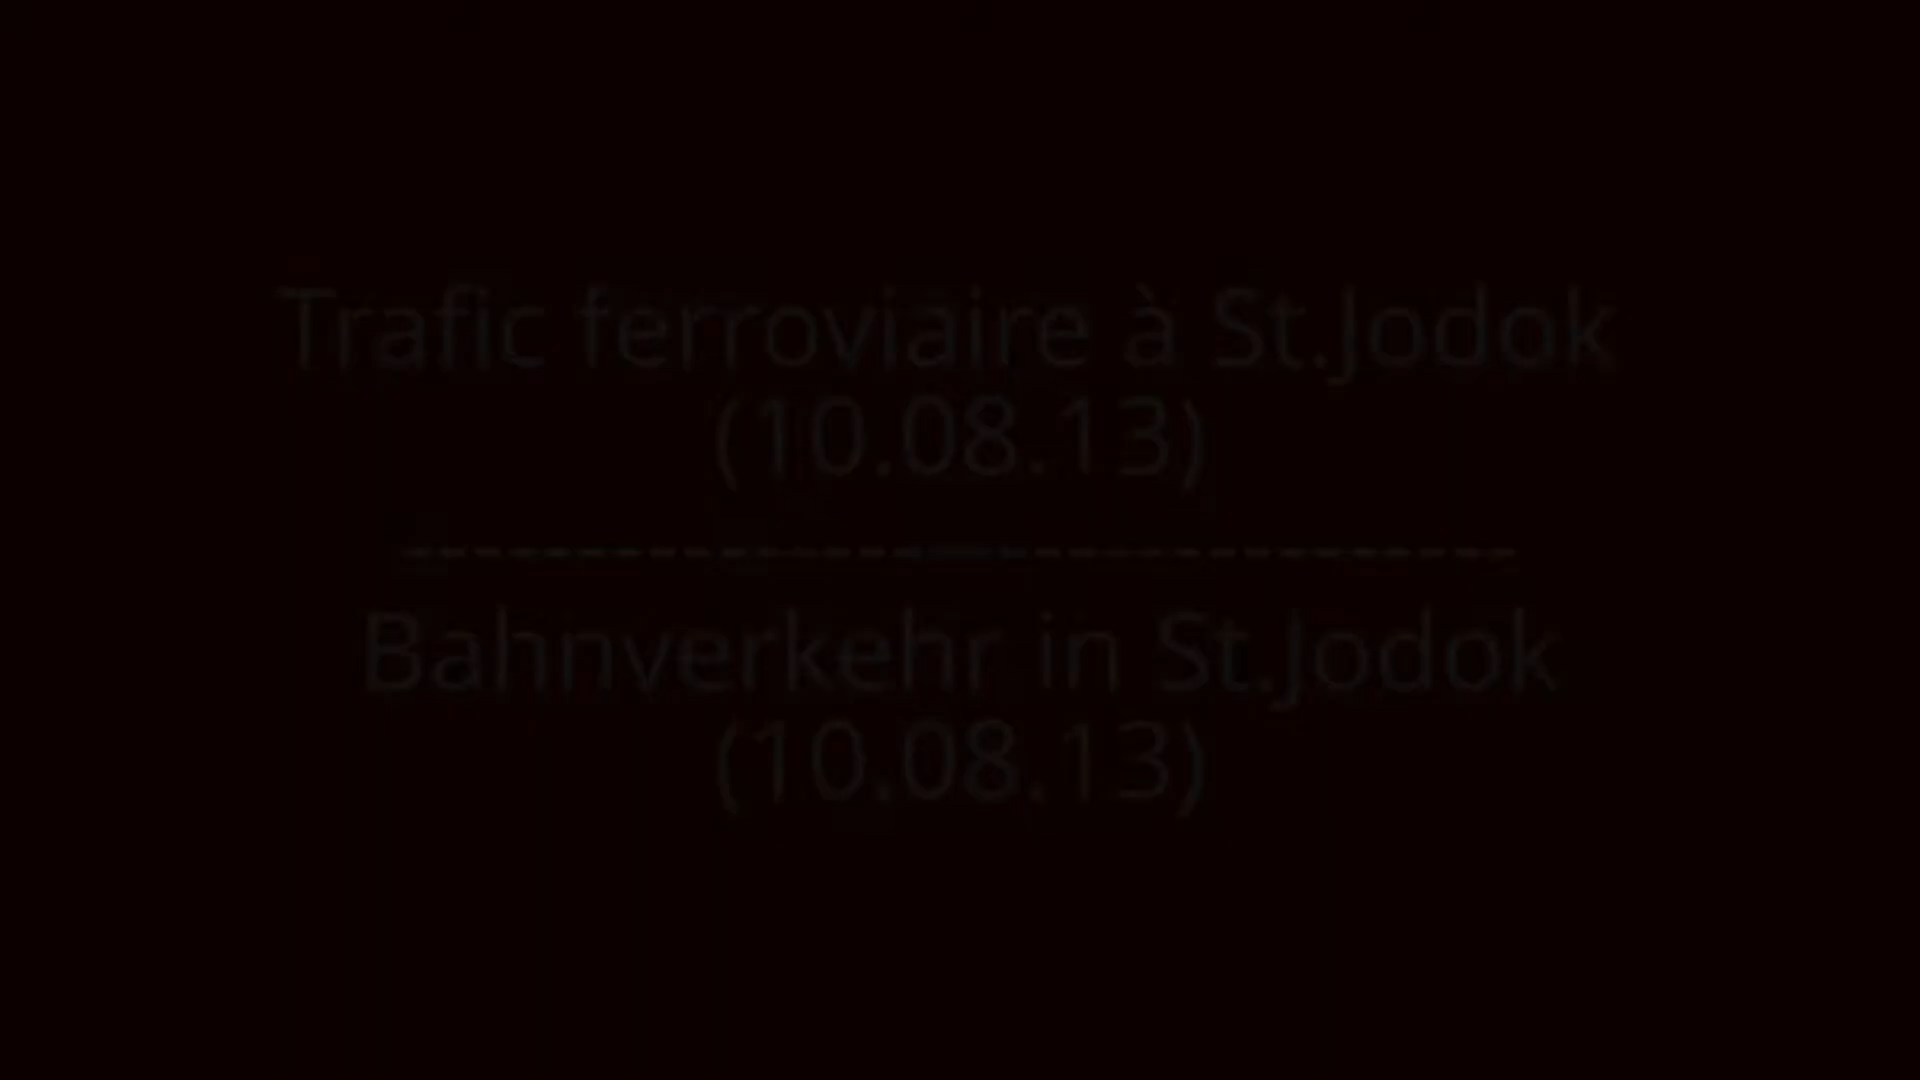 Trafic ferroviaire à St.Jodok
(10.08.13)
--------------------------------
Bahnverkehr in St.Jodok
(10.08.13)